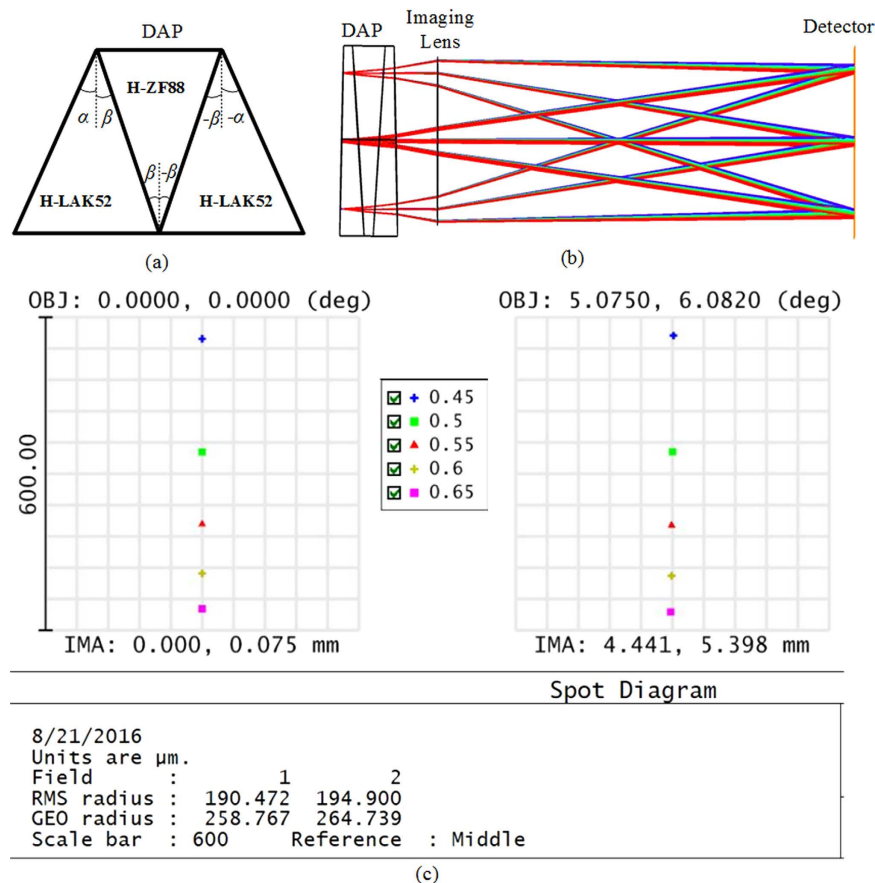 DAP
H-ZF88
α β -β -α
β -β
H-LAK52 H-LAK52
(a)
DAP
Imaging
Lens
Detector
(b)
OBJ: 0.0000, 0.0000 (deg)
600.00
IMA: 0.000, 0.075 mm
0.45
0.5
0.55
0.6
0.65
OBJ: 5.0750, 6.0820 (deg)
IMA: 4.441, 5.398 mm
Spot Diagram
8/21/2016
Units are µm.
Field : 1 2
RMS radius : 190.472 194.900
GEO radius : 258.767 264.739
Scale bar : 600 Reference : Middle
(c)